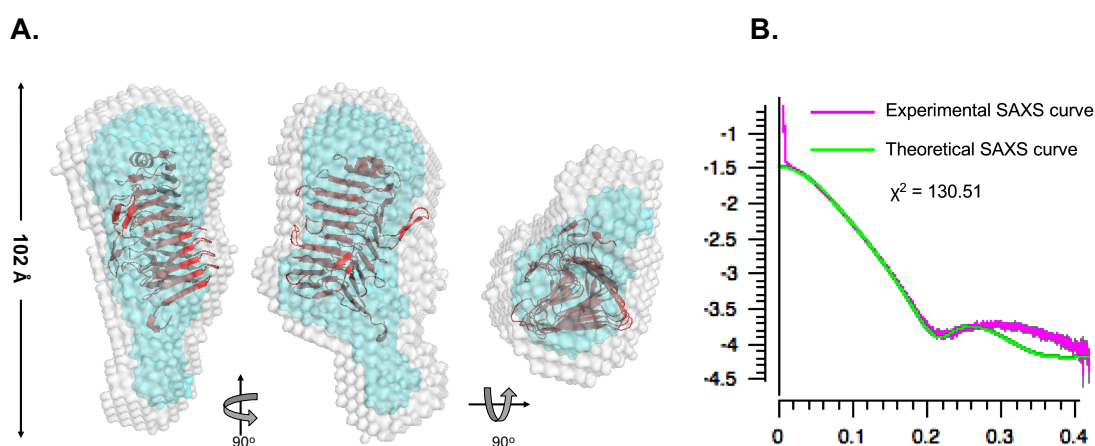 A.
B.
102 Å
90°
90°
Experimental SAXS curve
Theoretical SAXS curve
χ² = 130.51
-1
-1.5
-2
-2.5
-3
-3.5
-4
-4.5
0 0.1 0.2 0.3 0.4